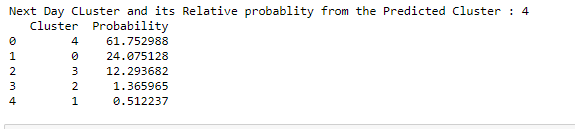 Next Day CLuster and its Relative probablity from the Predicted Cluster : 4
Cluster Probability
0 4 61.752988
1 0 24.075128
2 3 12.293682
3 2 1.365965
4 1 0.512237